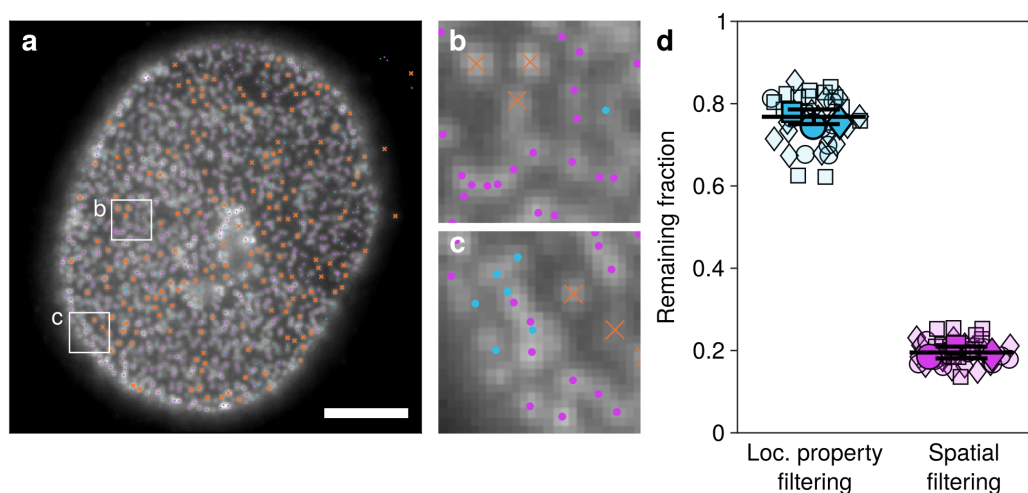 a
b
c
b
c
d
Remaining fraction
1
0.8
0.6
0.4
0.2
0
Loc. property
filtering
Spatial
filtering